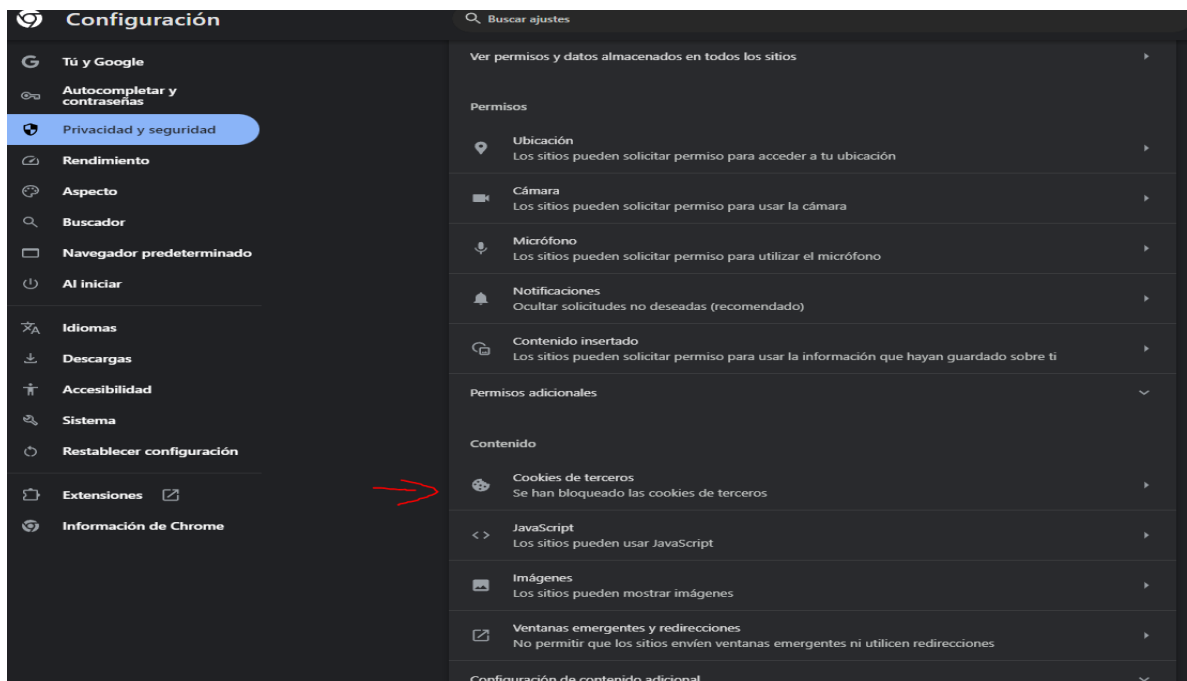 Configuración
Buscar ajustes
Tú y Google
Autocompletar y
contraseñas
Privacidad y seguridad
Rendimiento
Aspecto
Buscador
Navegador predeterminado
Al iniciar
Idiomas
Descargas
Accesibilidad
Sistema
Restablecer configuración
Extensiones
Información de Chrome
Ver permisos y datos almacenados en todos los sitios
Permisos
Ubicación
Los sitios pueden solicitar permiso para acceder a tu ubicación
Cámara
Los sitios pueden solicitar permiso para usar la cámara
Micrófono
Los sitios pueden solicitar permiso para utilizar el micrófono
Notificaciones
Ocultar solicitudes no deseadas (recomendado)
Contenido insertado
Los sitios pueden solicitar permiso para usar la información que hayan guardado sobre ti
Permisos adicionales
Contenido
Cookies de terceros
Se han bloqueado las cookies de terceros
JavaScript
Los sitios pueden usar JavaScript
Imágenes
Los sitios pueden mostrar imágenes
Ventanas emergentes y redirecciones
No permitir que los sitios envíen ventanas emergentes ni utilicen redirecciones
Configuración de contenido adicional